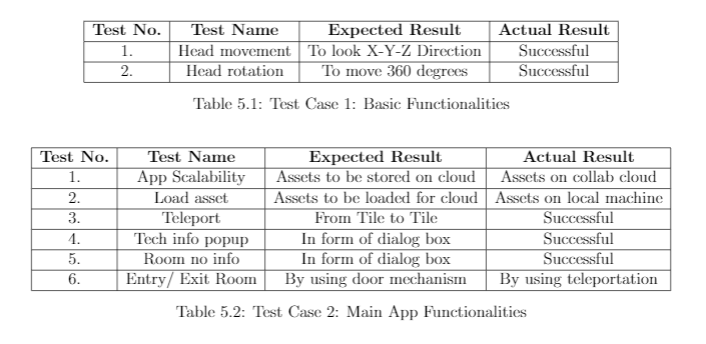 Test No. Test Name Expected Result Actual Result
1. Head movement To look X-Y-Z Direction Successful
2. Head rotation To move 360 degrees Successful
Table 5.1: Test Case 1: Basic Functionalities
Test No. Test Name Expected Result Actual Result
1. App Scalability Assets to be stored on cloud Assets on collab cloud
2. Load asset Assets to be loaded for cloud Assets on local machine
3. Teleport From Tile to Tile Successful
4. Tech info popup In form of dialog box Successful
5. Room no info In form of dialog box Successful
6. Entry/ Exit Room By using door mechanism By using teleportation
Table 5.2: Test Case 2: Main App Functionalities